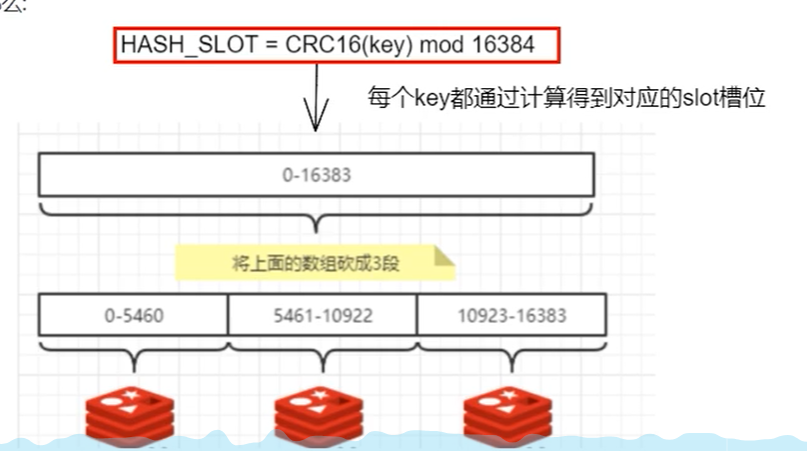 么:
HASH_SLOT = CRC16(key) mod 16384
每个key都通过计算得到对应的slot槽位
0-16383
将上面的数组砍成3段
0-5460
5461-10922
10923-16383